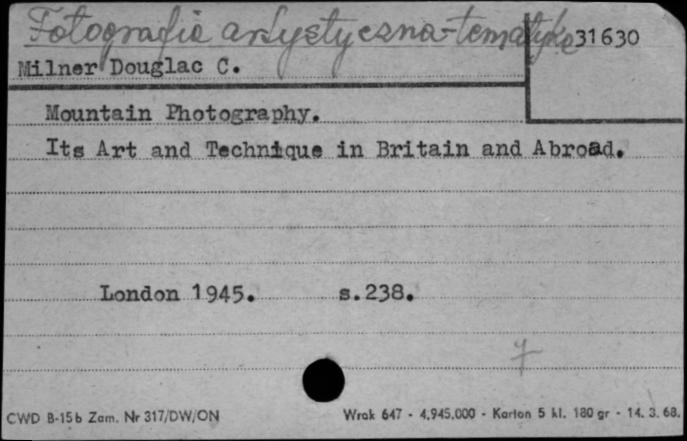 Fotografia artystyczna-tematyka
31630
Milner Douglac C.
Mountain Photography.
Its Art and Technique in Britain and Abroad.
London 1945. s.238.
7
CWD B-15b Zam. Nr 317/DW/ON Wrak 647 - 4,945.000 - Karton 5 kl. 180 gr - 14. 3. 68.